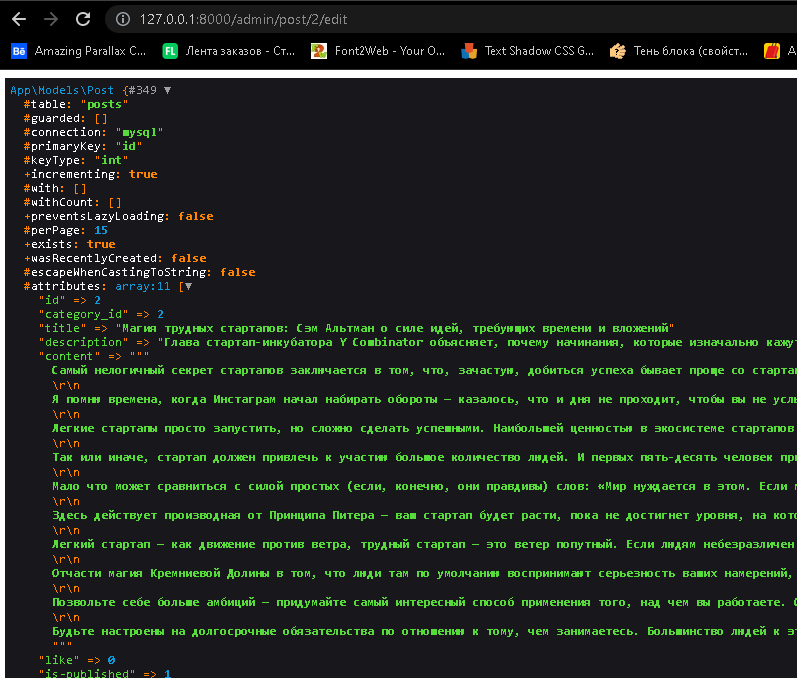 127.0.0.1:8000/admin/post/2/edit
Bē Amazing Parallax C... FL Лента заказов - Ст... Font2Web - Your O... Text Shadow CSS G... Тень блока (свойст... A
App\Models\Post {#349 ▼
#table: "posts"
#guarded: []
#connection: "mysql"
#primaryKey: "id"
#keyType: "int"
+incrementing: true
#with: []
#withCount: []
+preventsLazyLoading: false
#perPage: 15
+exists: true
+wasRecentlyCreated: false
#escapeWhenCastingToString: false
#attributes: array:11 [▼
"id" => 2
"category_id" => 2
"title" => "Магия трудных стартапов: Сэм Альтман о силе идей, требующих времени и вложений"
"description" => "Глава стартап-инкубатора Y Combinator объясняет, почему начинания, которые изначально кажут
"content" => """
Самый нелогичный секрет стартапов заключается в том, что, зачастую, добиться успеха бывает проще со стартап
\r\n
Я помню времена, когда Инстаграм начал набирать обороты — казалось, что и дня не проходит, чтобы вы не усл
\r\n
Легкие стартапы просто запустить, но сложно сделать успешными. Наибольшей ценностью в экосистеме стартапов
\r\n
Так или иначе, стартап должен привлечь к участию большое количество людей. И первых пять-десять человек пр
\r\n
Мало что может сравниться с силой простых (если, конечно, они правдивы) слов: «Мир нуждается в этом. Если м
\r\n
Здесь действует производная от Принципа Питера — ваш стартап будет расти, пока не достигнет уровня, на кото
\r\n
Легкий стартап — как движение против ветра, трудный стартап — это ветер попутный. Если людям небезразличен
\r\n
Отчасти магия Кремниевой Долины в том, что люди там по умолчанию воспринимают серьезность ваших намерений,
\r\n
Позвольте себе больше амбиций — придумайте самый интересный способ применения того, над чем вы работаете.
\r\n
Будьте настроены на долгосрочные обязательства по отношению к тому, чем занимаетесь. Большинство людей к э
"""
"like" => 0
"is-published" => 1